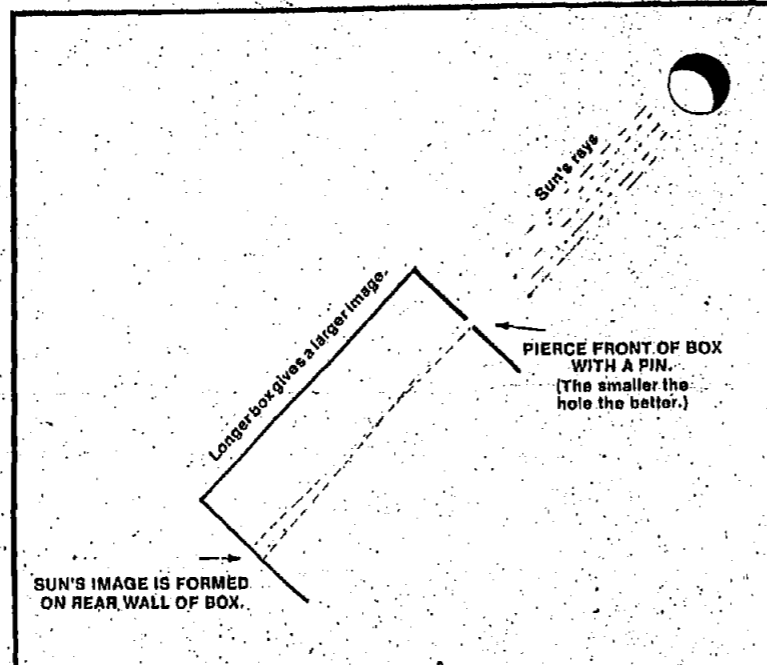 Sun's rays
Longer box gives a larger image.
PIERCE FRONT OF BOX
WITH A PIN.
(The smaller the
hole the better.)
SUN'S IMAGE IS FORMED
ON REAR WALL OF BOX.